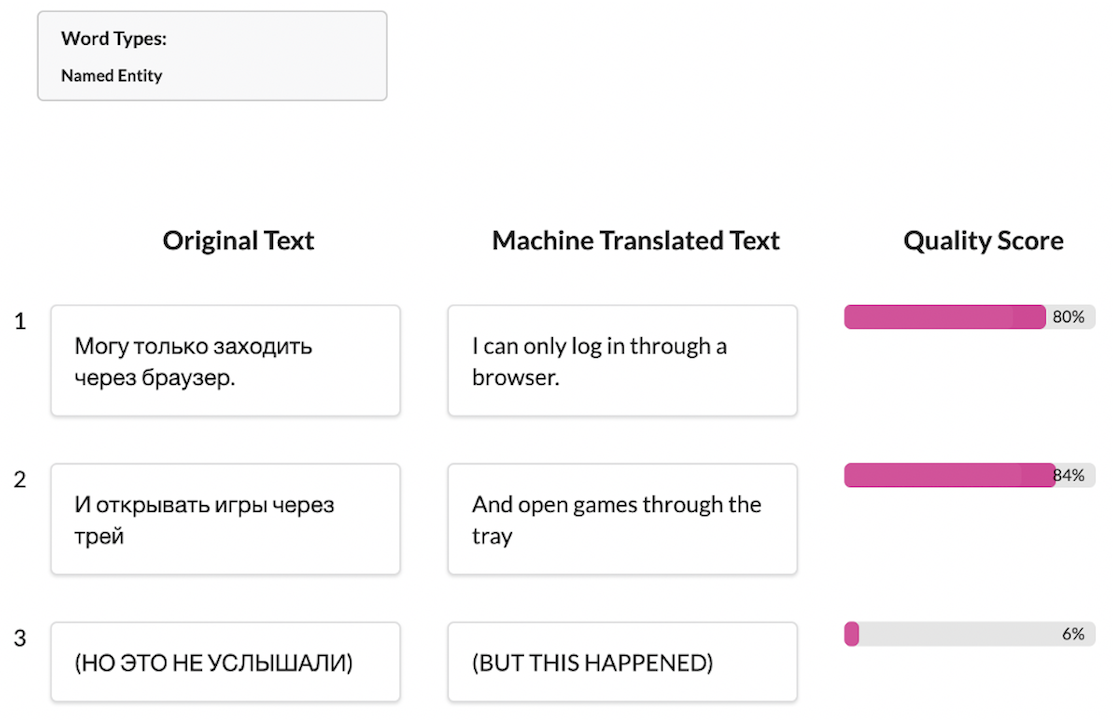 Word Types:
Named Entity
Original Text
Machine Translated Text
Quality Score
1
Могу только заходить
через браузер.
I can only log in through a
browser.
80%
2
И открывать игры через
трей
And open games through the
tray
84%
3
(НО ЭТО НЕ УСЛЫШАЛИ)
(BUT THIS HAPPENED)
6%